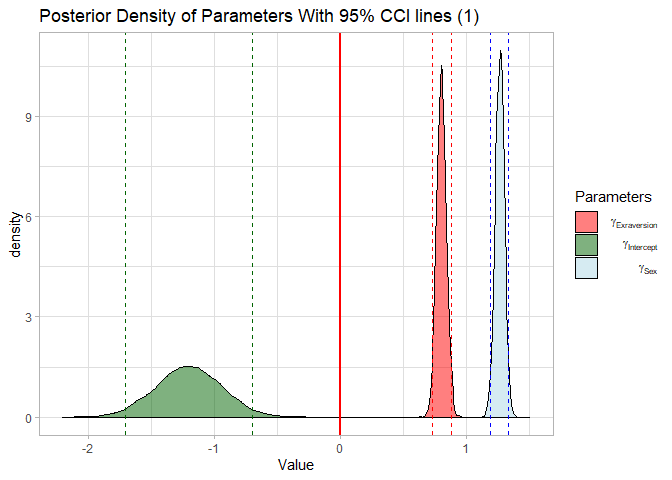 Posterior Density of Parameters With 95% CCI lines (1)
9
6
3
0
density
-2
-1
0
1
Value
Parameters
γExraversion
γIntercept
γSex